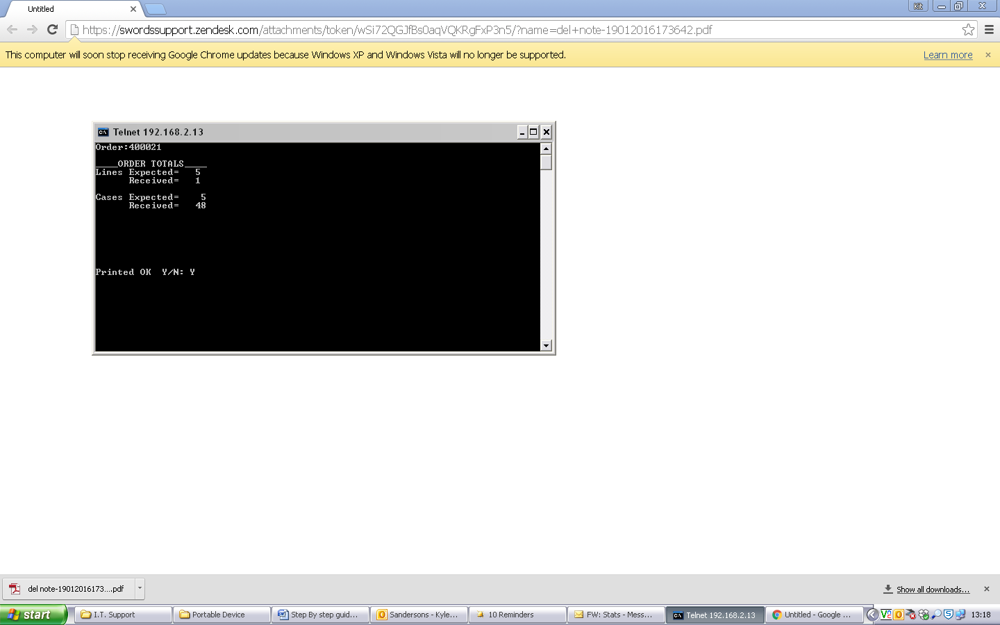 Untitled
Kit
https://swordssupport.zendesk.com/attachments/token/wSi72QGJfBs0aqVQKRgFxP3n5/?name=del+note-19012016173642.pdf
This computer will soon stop receiving Google Chrome updates because Windows XP and Windows Vista will no longer be supported.
Learn more
Telnet 192.168.2.13
Order:400021
____ORDER TOTALS____
Lines Expected= 5
Received= 1
Cases Expected= 5
Received= 48
Printed OK Y/N: Y
del note-19012016173....pdf
Show all downloads...
start
I.T. Support
Portable Device
Step By step guid...
Sandersons - Kyle...
10 Reminders
FW: Stats - Mess...
Telnet 192.168.2.13
Untitled - Google ...
13:18